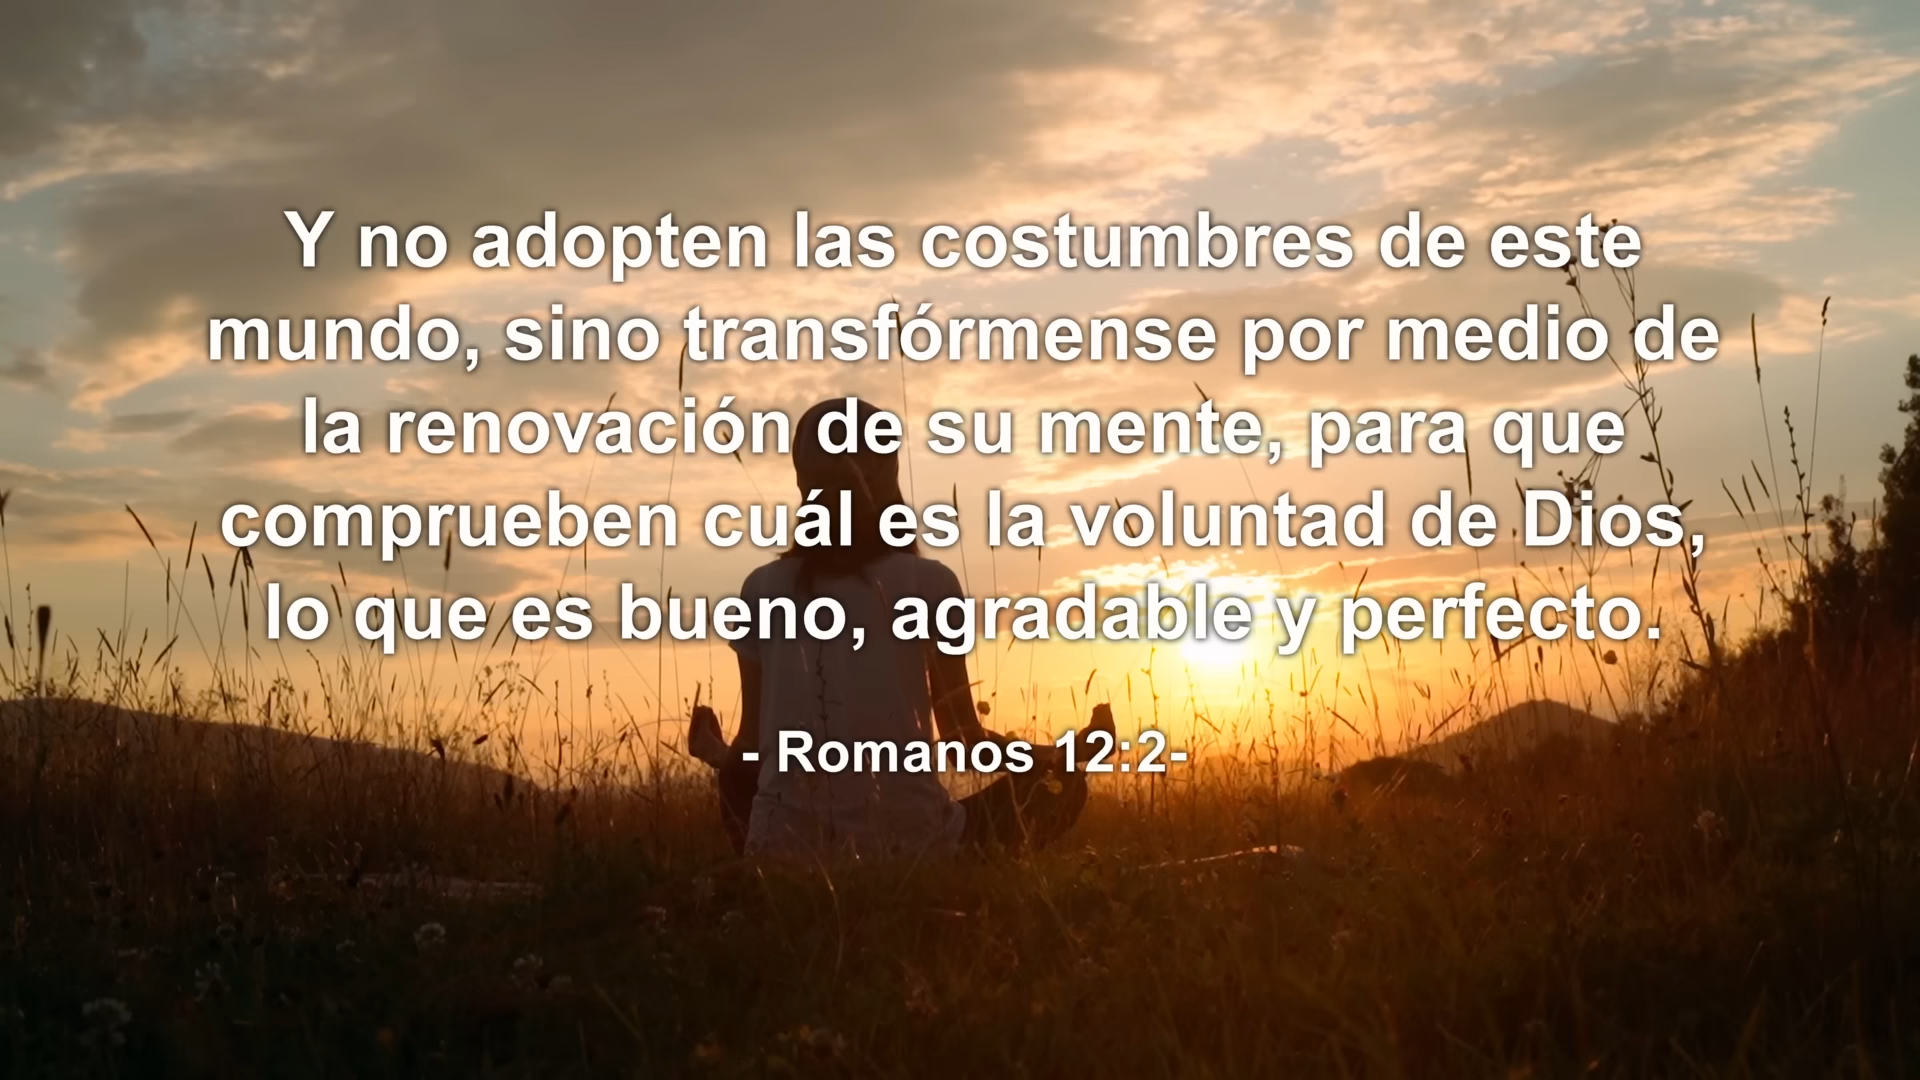 Y no adopten las costumbres de este
mundo, sino transfórmense por medio de
la renovación de su mente, para que
comprueben cuál es la voluntad de Dios,
lo que es bueno, agradable y perfecto.
- Romanos 12:2-